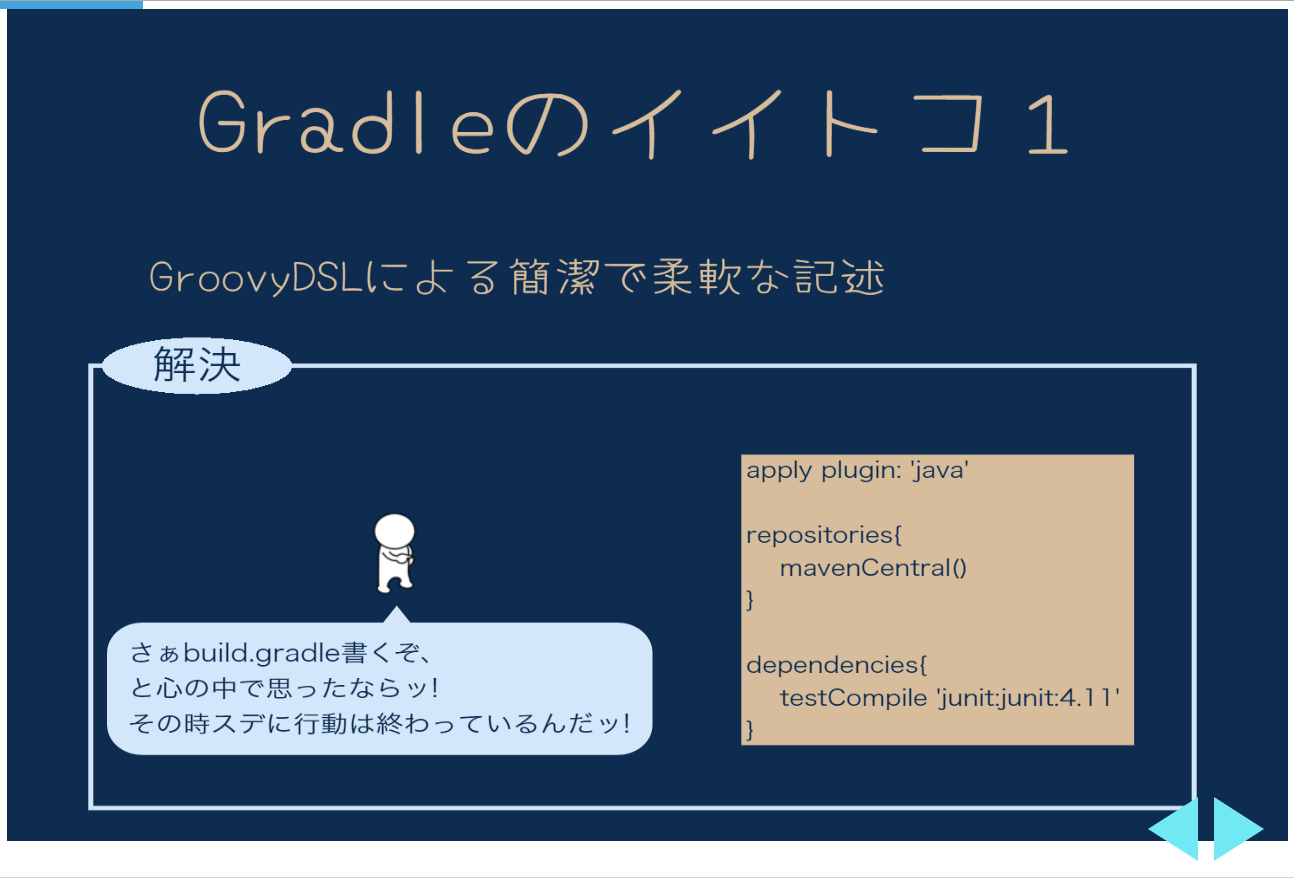 Gradleのイイトコ１
GroovyDSLによる簡潔で柔軟な記述
解決
さぁbuild.gradle書くぞ、
と心の中で思ったならッ!
その時スデに行動は終わっているんだッ!
apply plugin: 'java'
repositories{
    mavenCentral()
}
dependencies{
    testCompile 'junit:junit:4.11'
}